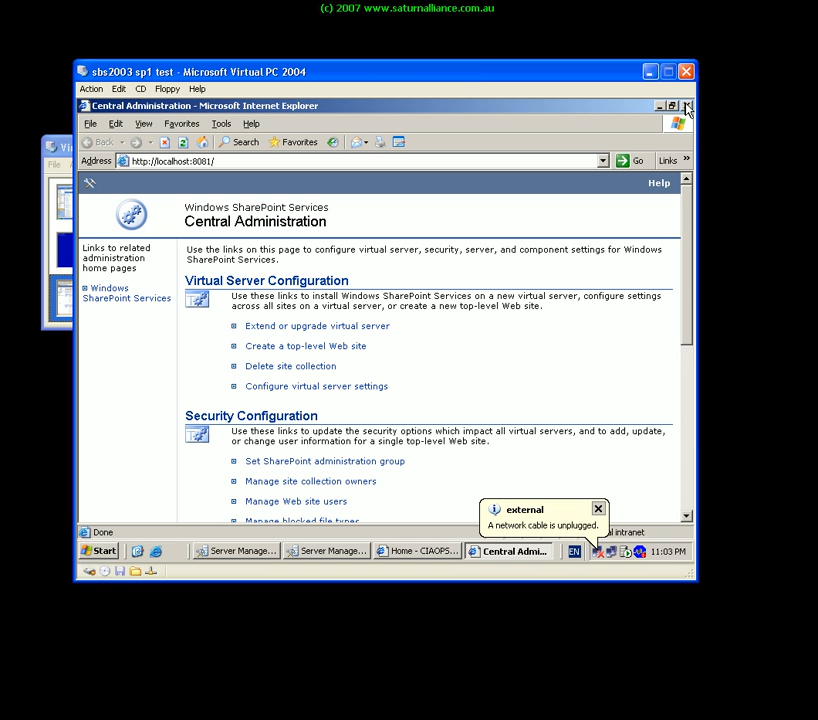 (c) 2007 www.saturnalliance.com.au
sbs2003 sp1 test - Microsoft Virtual PC 2004
Action Edit CD Floppy Help
Central Administration - Microsoft Internet Explorer
File Edit View Favorites Tools Help
Back Search Favorites
Address http://localhost:8081/ Go Links »
File
Help
Windows SharePoint Services
Central Administration
Links to related
administration
home pages
Windows
SharePoint Services
Use the links on this page to configure virtual server, security, server, and component settings for Windows
SharePoint Services.
Virtual Server Configuration
Use these links to install Windows SharePoint Services on a new virtual server, configure settings
across all sites on a virtual server, or create a new top-level Web site.
Extend or upgrade virtual server
Create a top-level Web site
Delete site collection
Configure virtual server settings
Security Configuration
Use these links to update the security options which impact all virtual servers, and to add, update,
or change user information for a single top-level Web site.
Set SharePoint administration group
Manage site collection owners
Manage Web site users
Manage blocked file types
external
A network cable is unplugged.
Done
intranet
Start Server Manage... Server Manage... Home - CIAOPS... Central Admi... EN 11:03 PM